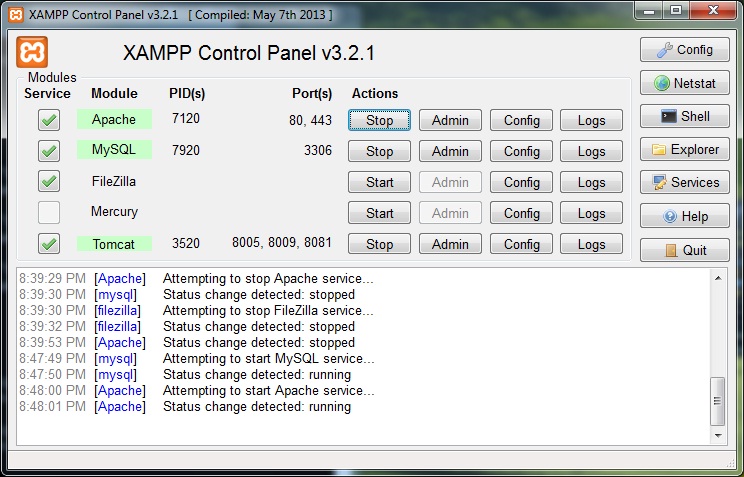 XAMPP Control Panel v3.2.1 [ Compiled: May 7th 2013 ]
XAMPP Control Panel v3.2.1
Config
Modules
Service Module PID(s) Port(s) Actions
Netstat
Apache 7120 80, 443 Stop Admin Config Logs
Shell
MySQL 7920 3306 Stop Admin Config Logs
Explorer
FileZilla Start Admin Config Logs
Services
Mercury Start Admin Config Logs
Help
Tomcat 3520 8005, 8009, 8081 Stop Admin Config Logs
Quit
8:39:29 PM [Apache] Attempting to stop Apache service...
8:39:30 PM [mysql] Status change detected: stopped
8:39:30 PM [filezilla] Attempting to stop FileZilla service...
8:39:32 PM [filezilla] Status change detected: stopped
8:39:53 PM [Apache] Status change detected: stopped
8:47:49 PM [mysql] Attempting to start MySQL service...
8:47:50 PM [mysql] Status change detected: running
8:48:00 PM [Apache] Attempting to start Apache service...
8:48:01 PM [Apache] Status change detected: running